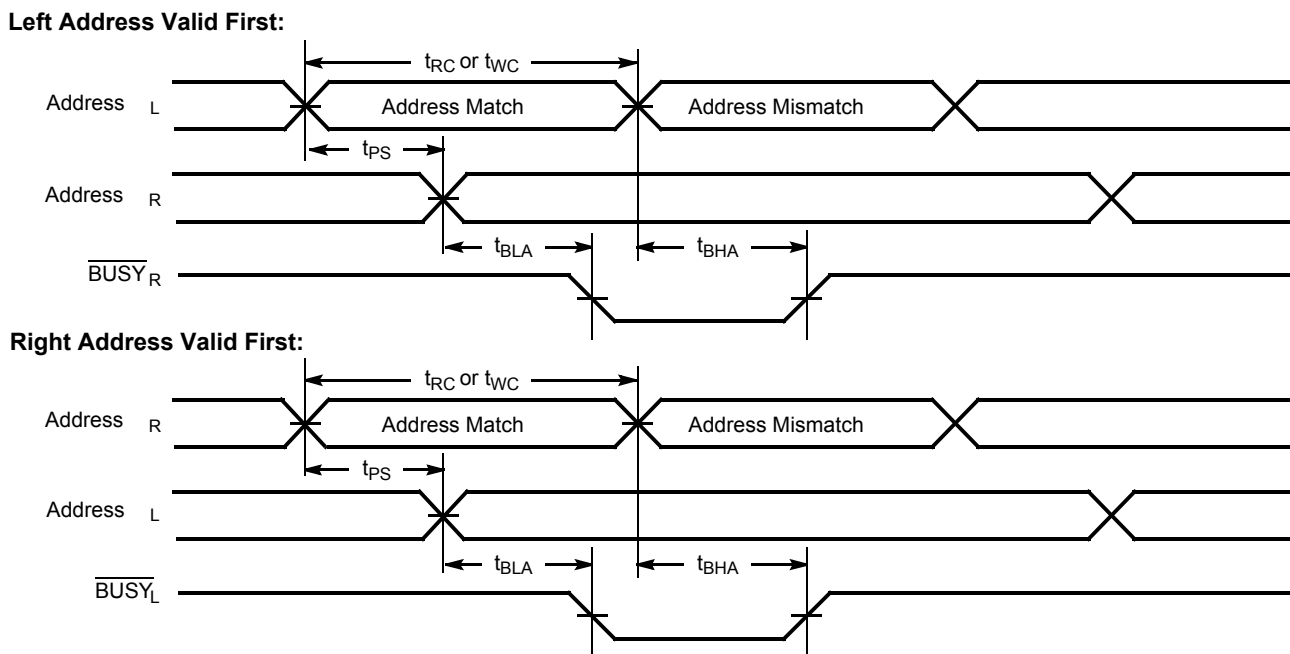 Left Address Valid First:
tRC or tWC
Address L Address Match Address Mismatch
tPS
Address R
tBLA tBHA
BUSY R
Right Address Valid First:
tRC or tWC
Address R Address Match Address Mismatch
tPS
Address L
tBLA tBHA
BUSYL